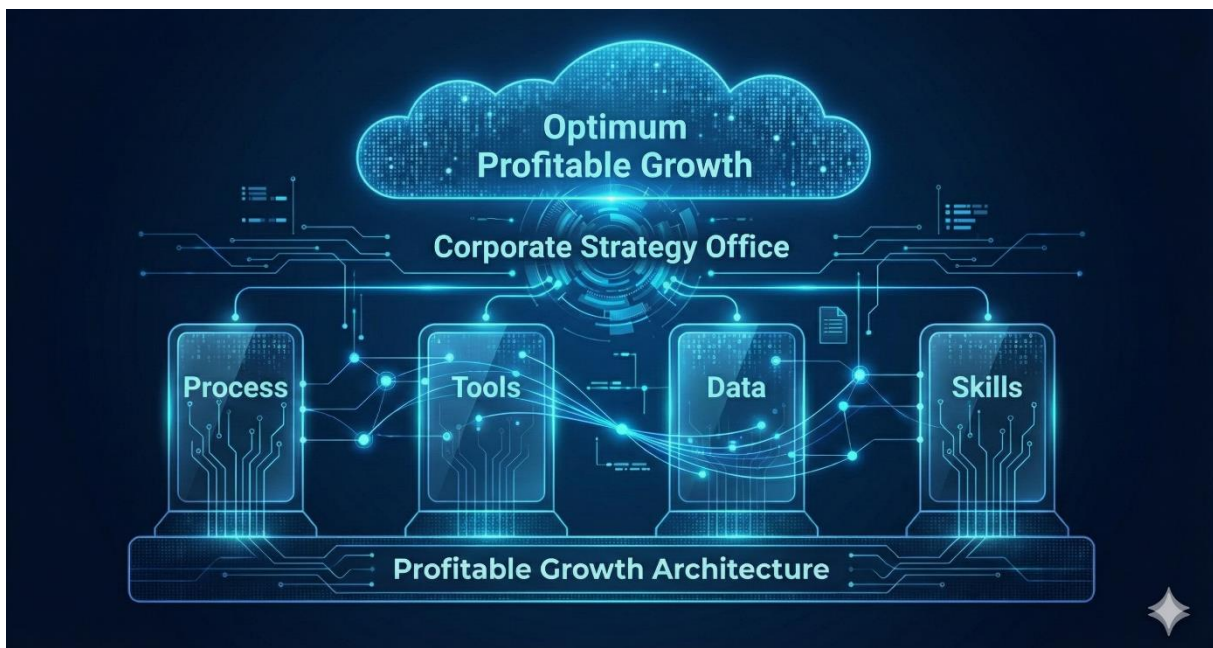 Optimum
Profitable Growth
Corporate Strategy Office
Process
Tools
Data
Skills
Profitable Growth Architecture